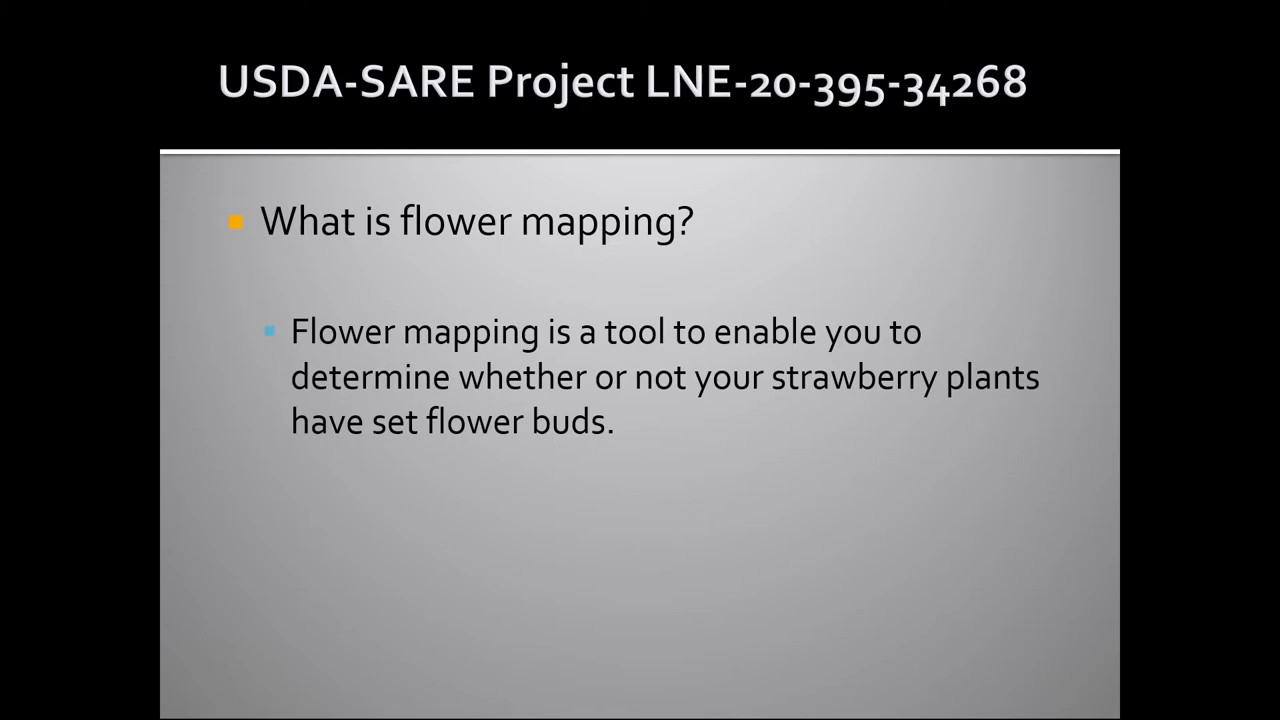 USDA-SARE Project LNE-20-395-34268
What is flower mapping?
Flower mapping is a tool to enable you to
determine whether or not your strawberry plants
have set flower buds.